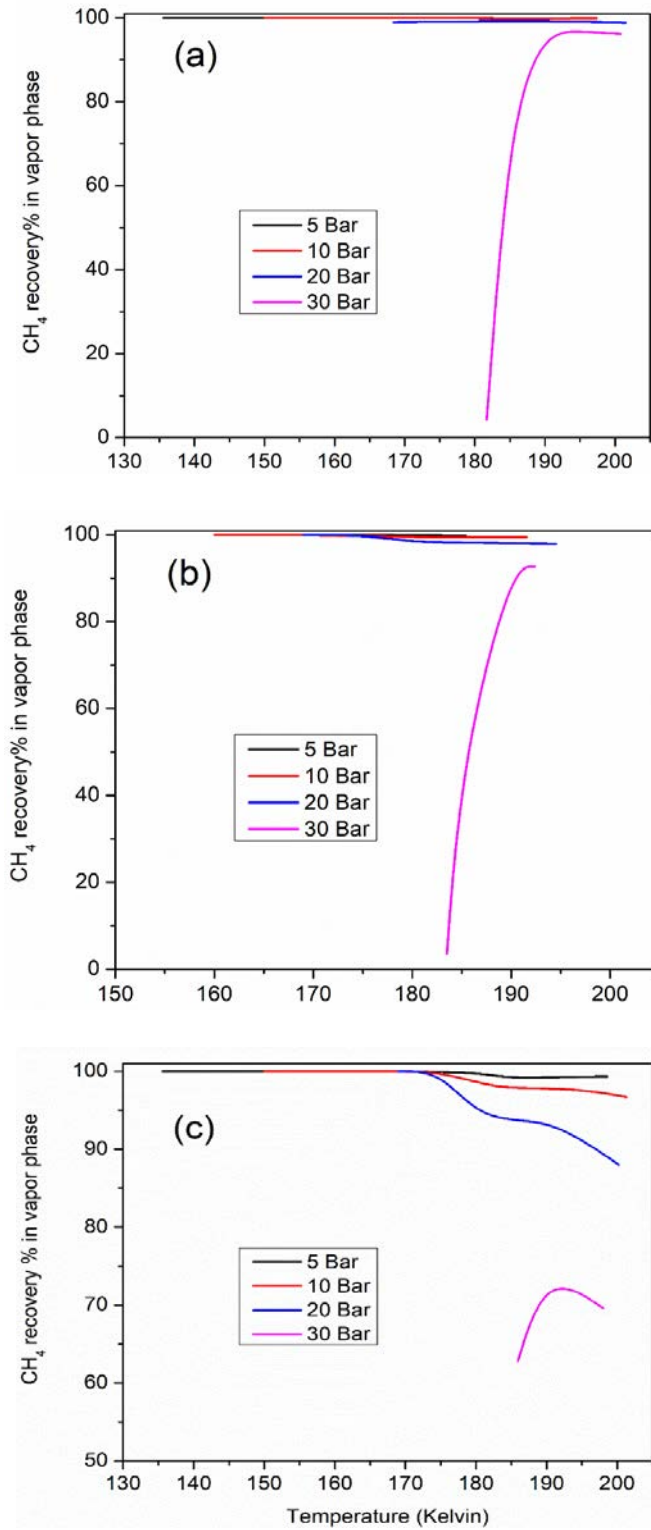 (a)
CH4 recovery% in vapor phase
100
80
60
40
20
0
5 Bar
10 Bar
20 Bar
30 Bar
130 140 150 160 170 180 190 200
(b)
CH4 recovery% in vapor phase
100
80
60
40
20
0
5 Bar
10 Bar
20 Bar
30 Bar
150 160 170 180 190 200
(c)
CH4 recovery % in vapor phase
100
90
80
70
60
50
5 Bar
10 Bar
20 Bar
30 Bar
130 140 150 160 170 180 190 200
Temperature (Kelvin)